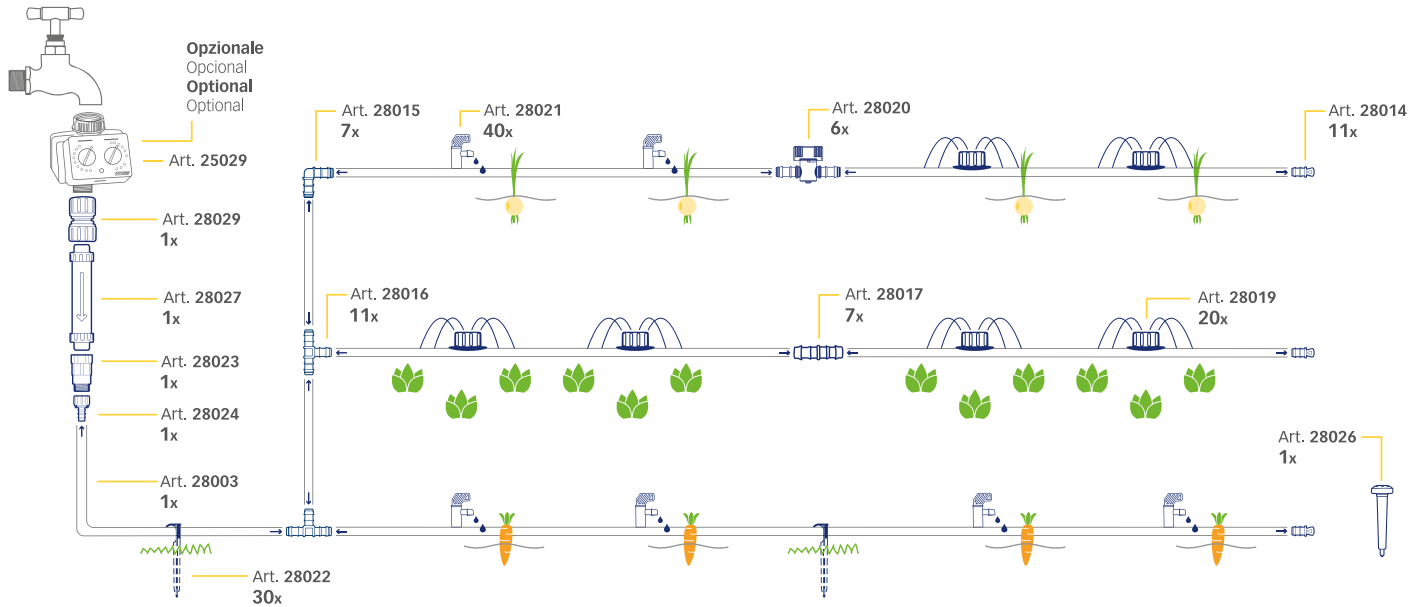 Opzionale
Opcional
Optional
Optional
Art. 25029
Art. 28029
1x
Art. 28027
1x
Art. 28023
1x
Art. 28024
1x
Art. 28003
1x
Art. 28022
30x
Art. 28015
7x
Art. 28021
40x
Art. 28020
6x
Art. 28014
11x
Art. 28016
11x
Art. 28017
7x
Art. 28019
20x
Art. 28026
1x